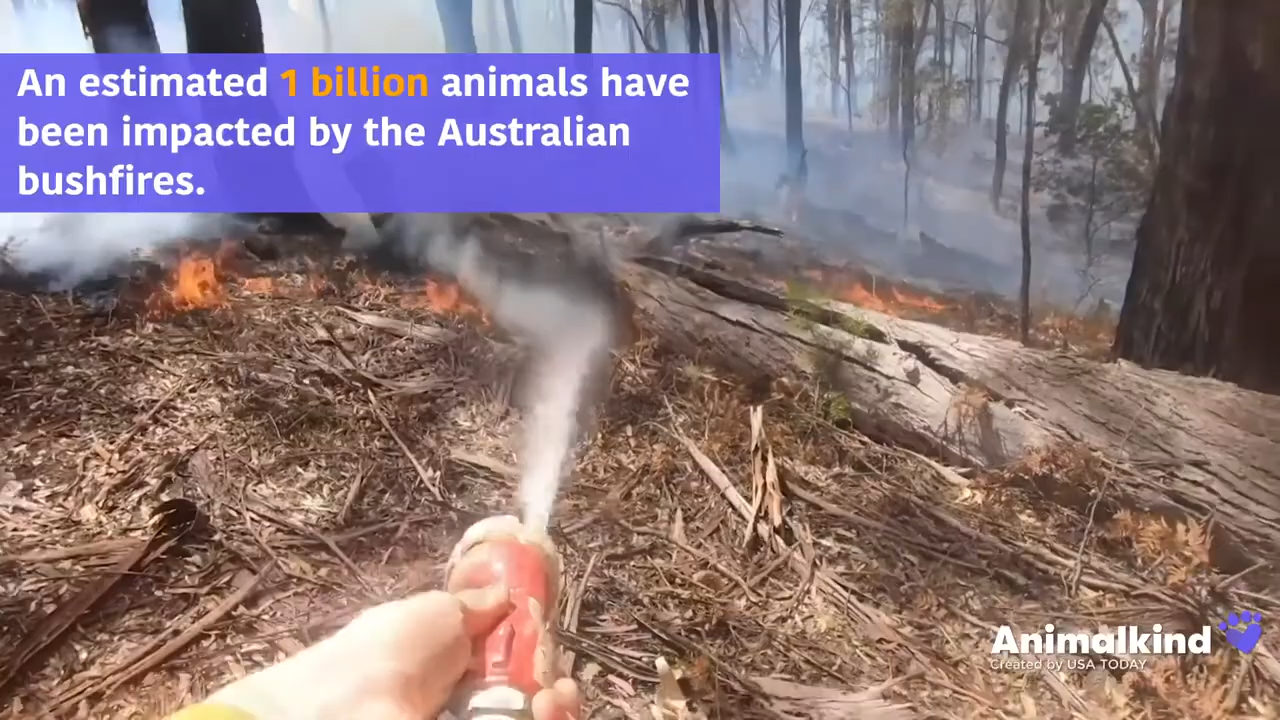 An estimated 1 billion animals have
been impacted by the Australian
bushfires.
Animalkind
Created by USA TODAY